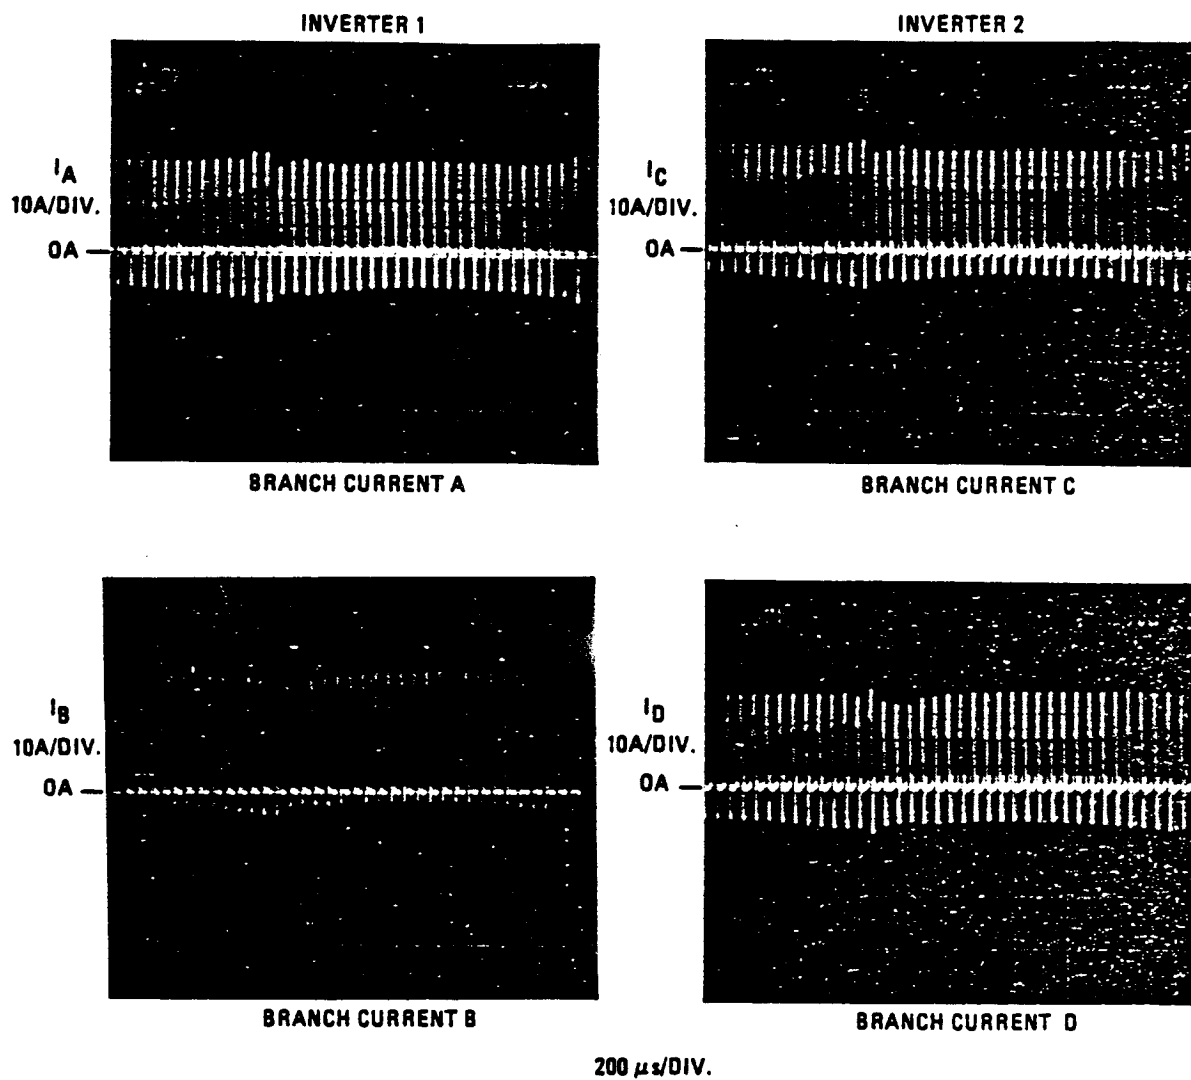 INVERTER 1
INVERTER 2
IA
10A/DIV.
0A
IC
10A/DIV.
0A
BRANCH CURRENT A
BRANCH CURRENT C
IB
10A/DIV.
0A
ID
10A/DIV.
0A
BRANCH CURRENT B
BRANCH CURRENT D
200 μs/DIV.